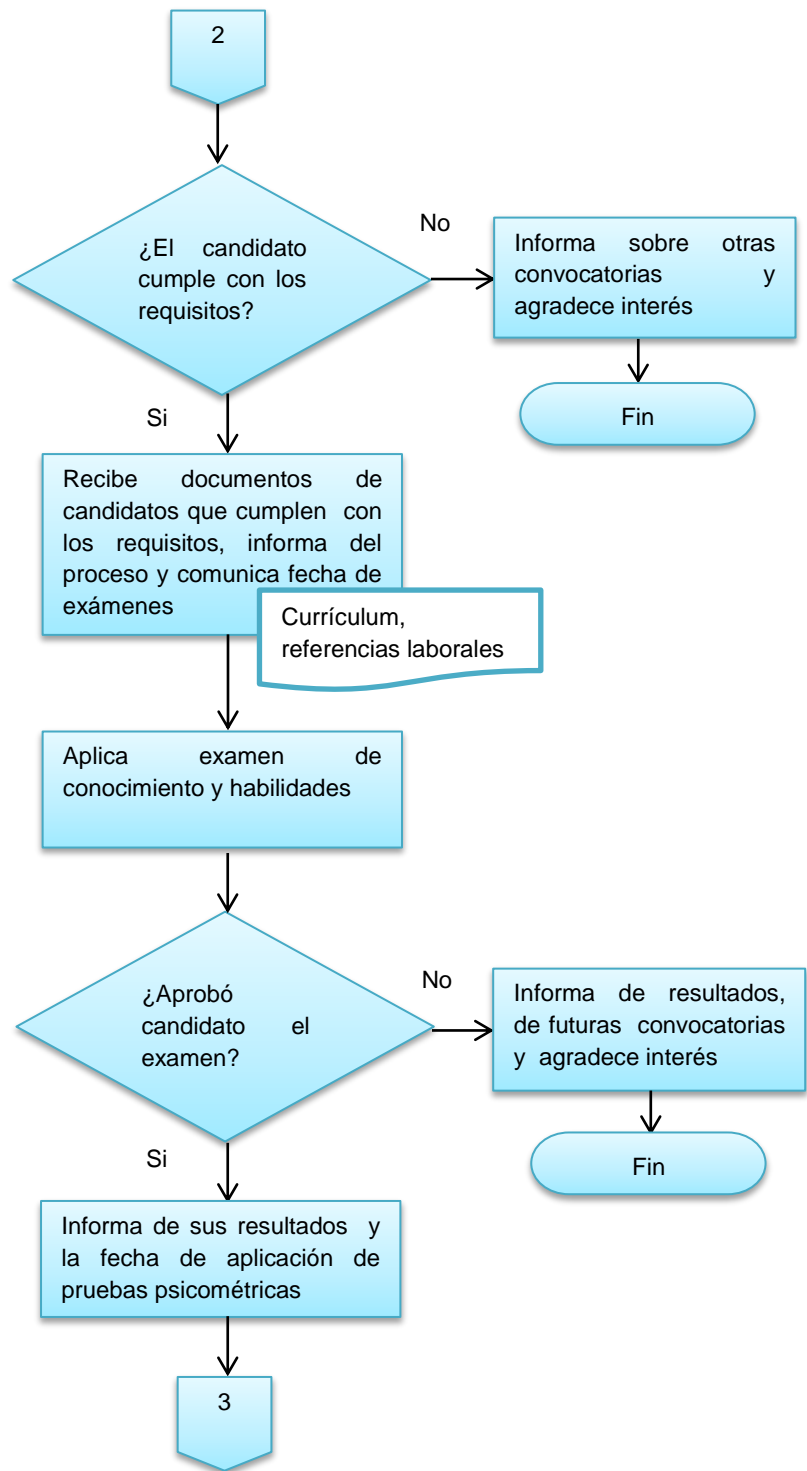 2
No
¿El candidato
cumple con los
requisitos?
Informa sobre otras
convocatorias y
agradece interés
Fin
Si
Recibe documentos de
candidatos que cumplen con
los requisitos, informa del
proceso y comunica fecha de
exámenes
Currículum,
referencias laborales
Aplica examen de
conocimiento y habilidades
No
¿Aprobó
candidato el
examen?
Informa de resultados,
de futuras convocatorias
y agradece interés
Fin
Si
Informa de sus resultados y
la fecha de aplicación de
pruebas psicométricas
3